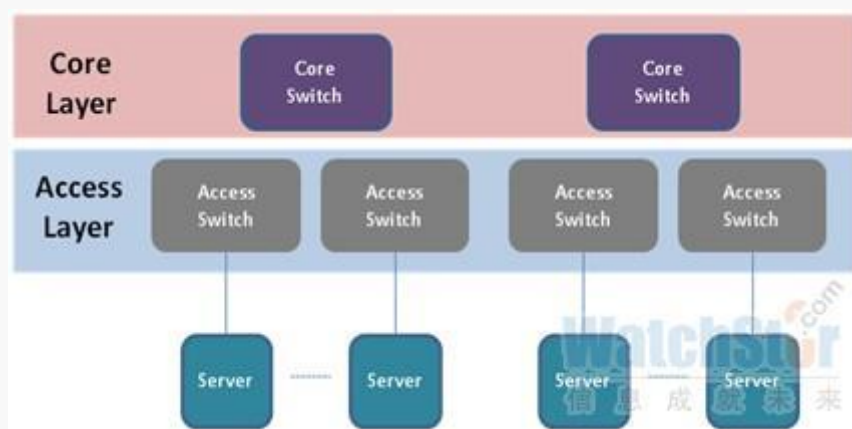 Core
Layer
Core
Switch
Core
Switch
Access
Layer
Access
Switch
Access
Switch
Access
Switch
Access
Switch
Server
Server
Server
Server
WatchStor
.com
信息成就未来